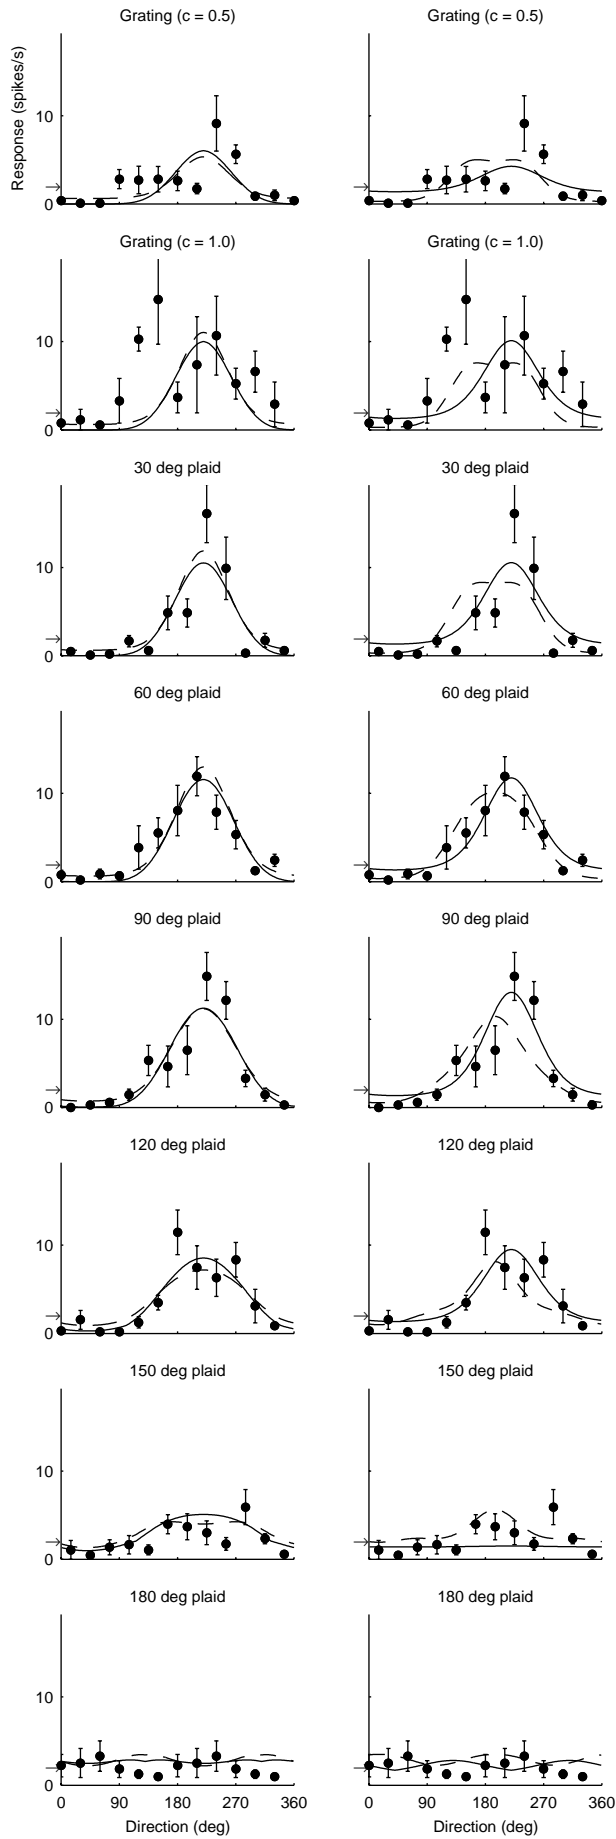 Grating (c = 0.5) Grating (c = 0.5)
Response (spikes/s)
10
0
Grating (c = 1.0) Grating (c = 1.0)
10
0
30 deg plaid 30 deg plaid
10
0
60 deg plaid 60 deg plaid
10
0
90 deg plaid 90 deg plaid
10
0
120 deg plaid 120 deg plaid
10
0
150 deg plaid 150 deg plaid
10
0
180 deg plaid 180 deg plaid
10
0
0 90 180 270 360 0 90 180 270 360
Direction (deg) Direction (deg)